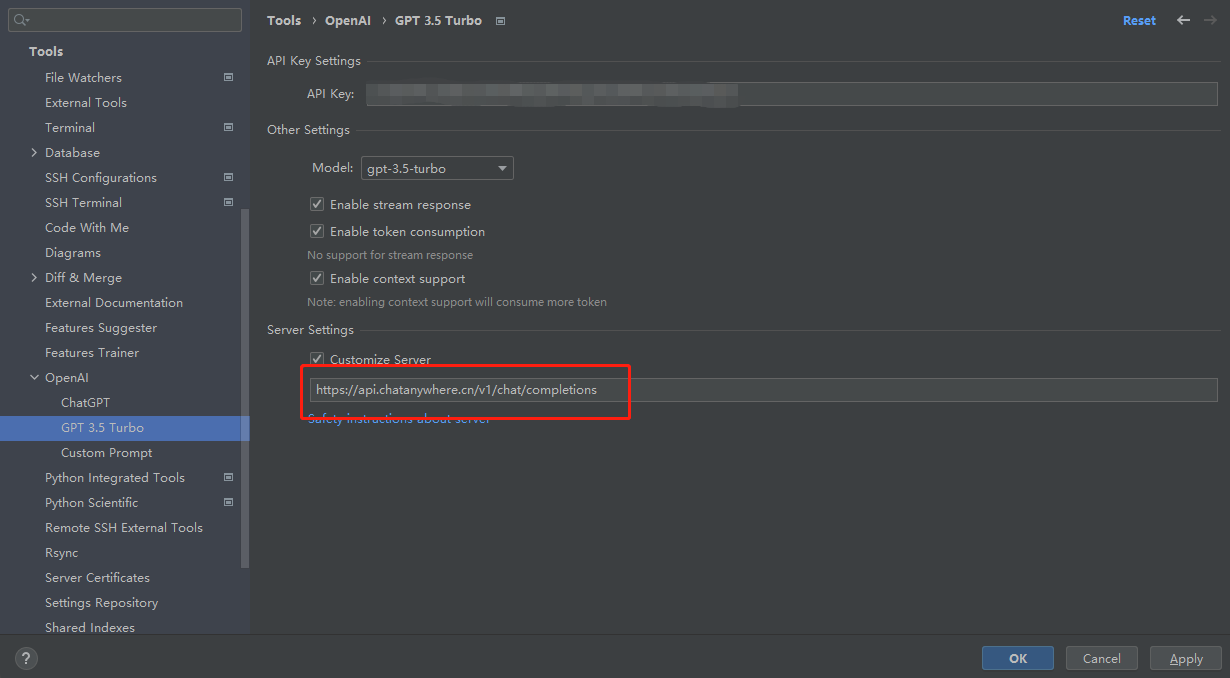 Tools › OpenAI › GPT 3.5 Turbo
Reset
Tools
File Watchers
External Tools
Terminal
Database
SSH Configurations
SSH Terminal
Code With Me
Diagrams
Diff & Merge
External Documentation
Features Suggester
Features Trainer
OpenAI
ChatGPT
GPT 3.5 Turbo
Custom Prompt
Python Integrated Tools
Python Scientific
Remote SSH External Tools
Rsync
Server Certificates
Settings Repository
Shared Indexes
API Key Settings
API Key:
Other Settings
Model: gpt-3.5-turbo
Enable stream response
Enable token consumption
No support for stream response
Enable context support
Note: enabling context support will consume more token
Server Settings
Customize Server
https://api.chatanywhere.cn/v1/chat/completions
Safety instructions about server
?
OK Cancel Apply